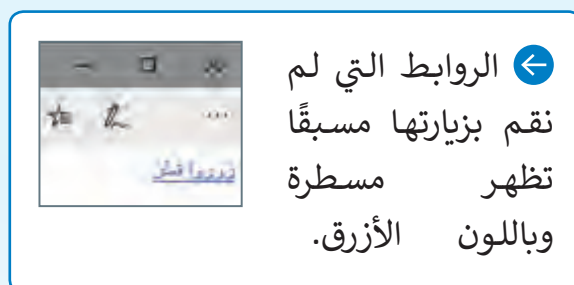 الروابط التي لم
نقم بزيارتها مسبقًا
تظهر مسطرة
وباللون الأزرق.